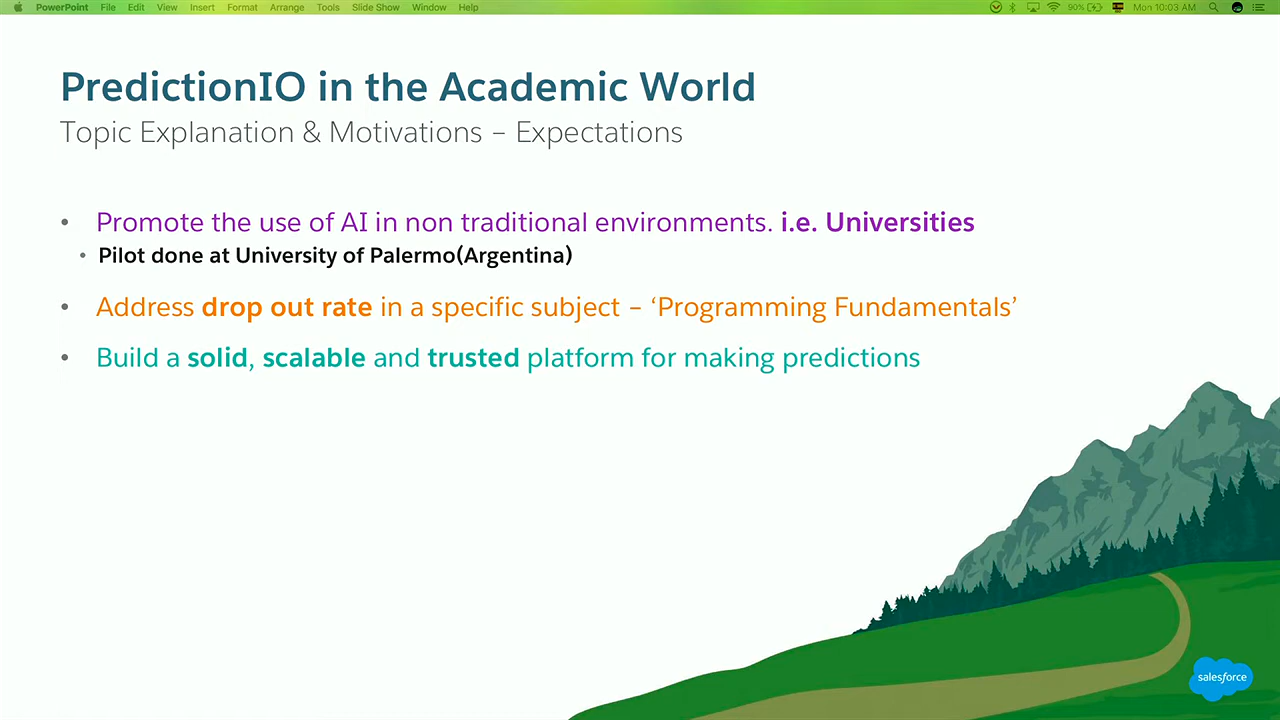 PowerPoint File Edit View Insert Format Arrange Tools Slide Show Window Help 90% Mon 10:03 AM
PredictionIO in the Academic World
Topic Explanation & Motivations – Expectations
• Promote the use of AI in non traditional environments. i.e. Universities
• Pilot done at University of Palermo(Argentina)
• Address drop out rate in a specific subject – ‘Programming Fundamentals’
• Build a solid, scalable and trusted platform for making predictions
salesforce